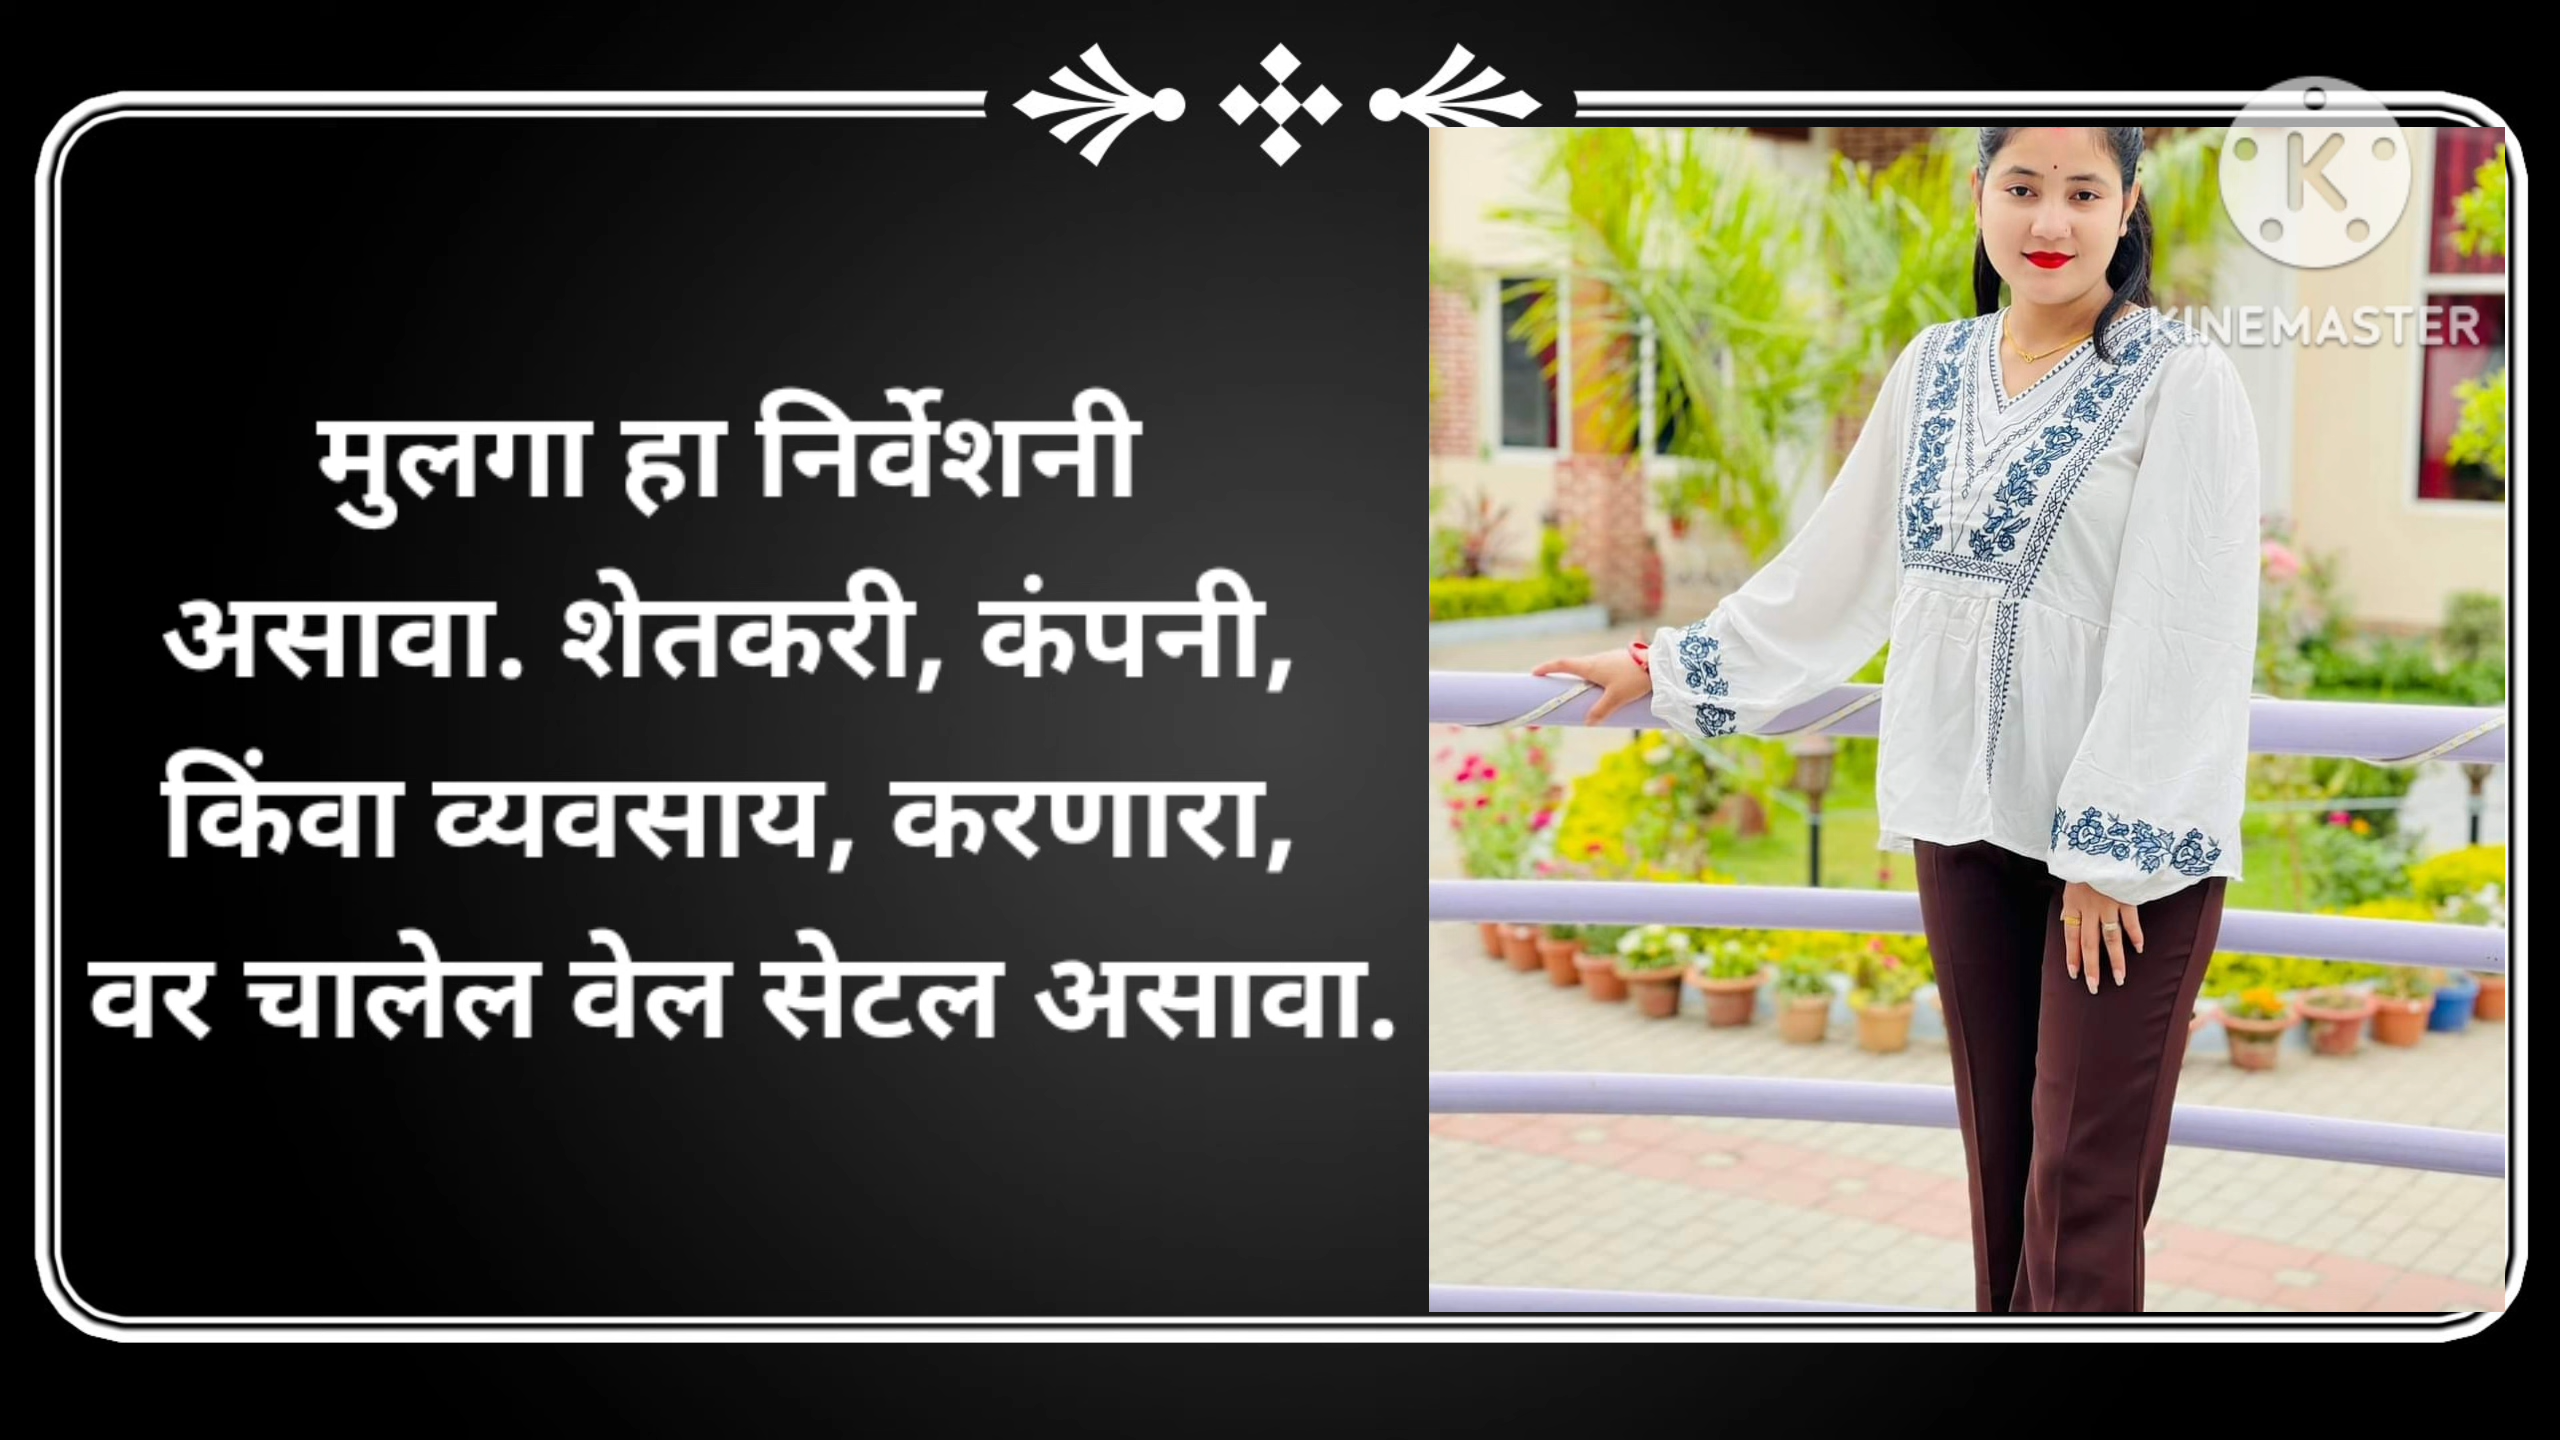 मुलगा हा निर्वेशनी
असावा. शेतकरी, कंपनी,
किंवा व्यवसाय, करणारा,
वर चालेल वेल सेटल असावा.
K
KINEMASTER